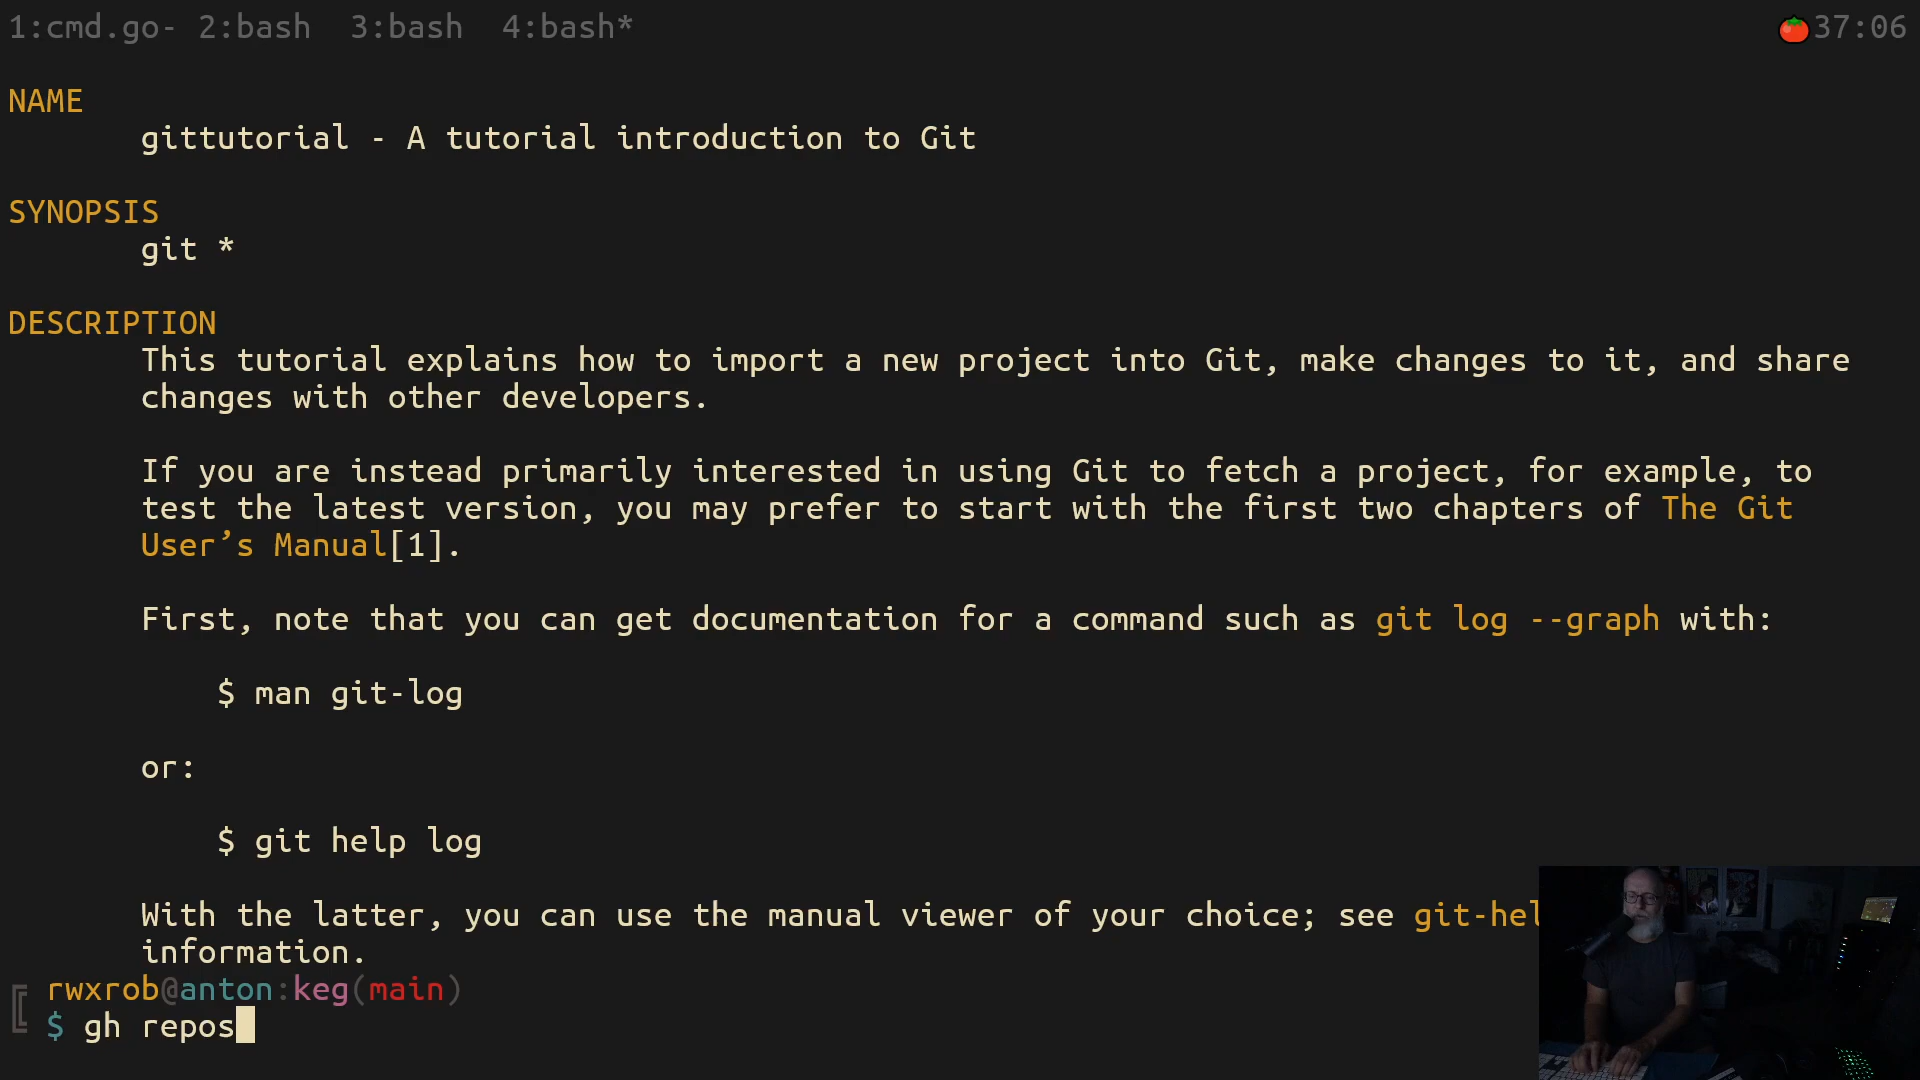 1:cmd.go- 2:bash  3:bash  4:bash* 🍅37:06
NAME
gittutorial - A tutorial introduction to Git
SYNOPSIS
git *
DESCRIPTION
This tutorial explains how to import a new project into Git, make changes to it, and share
changes with other developers.
If you are instead primarily interested in using Git to fetch a project, for example, to
test the latest version, you may prefer to start with the first two chapters of The Git
User’s Manual[1].
First, note that you can get documentation for a command such as git log --graph with:
$ man git-log
or:
$ git help log
With the latter, you can use the manual viewer of your choice; see git-hel
information.
rwxrob@anton:keg(main)
$ gh repos